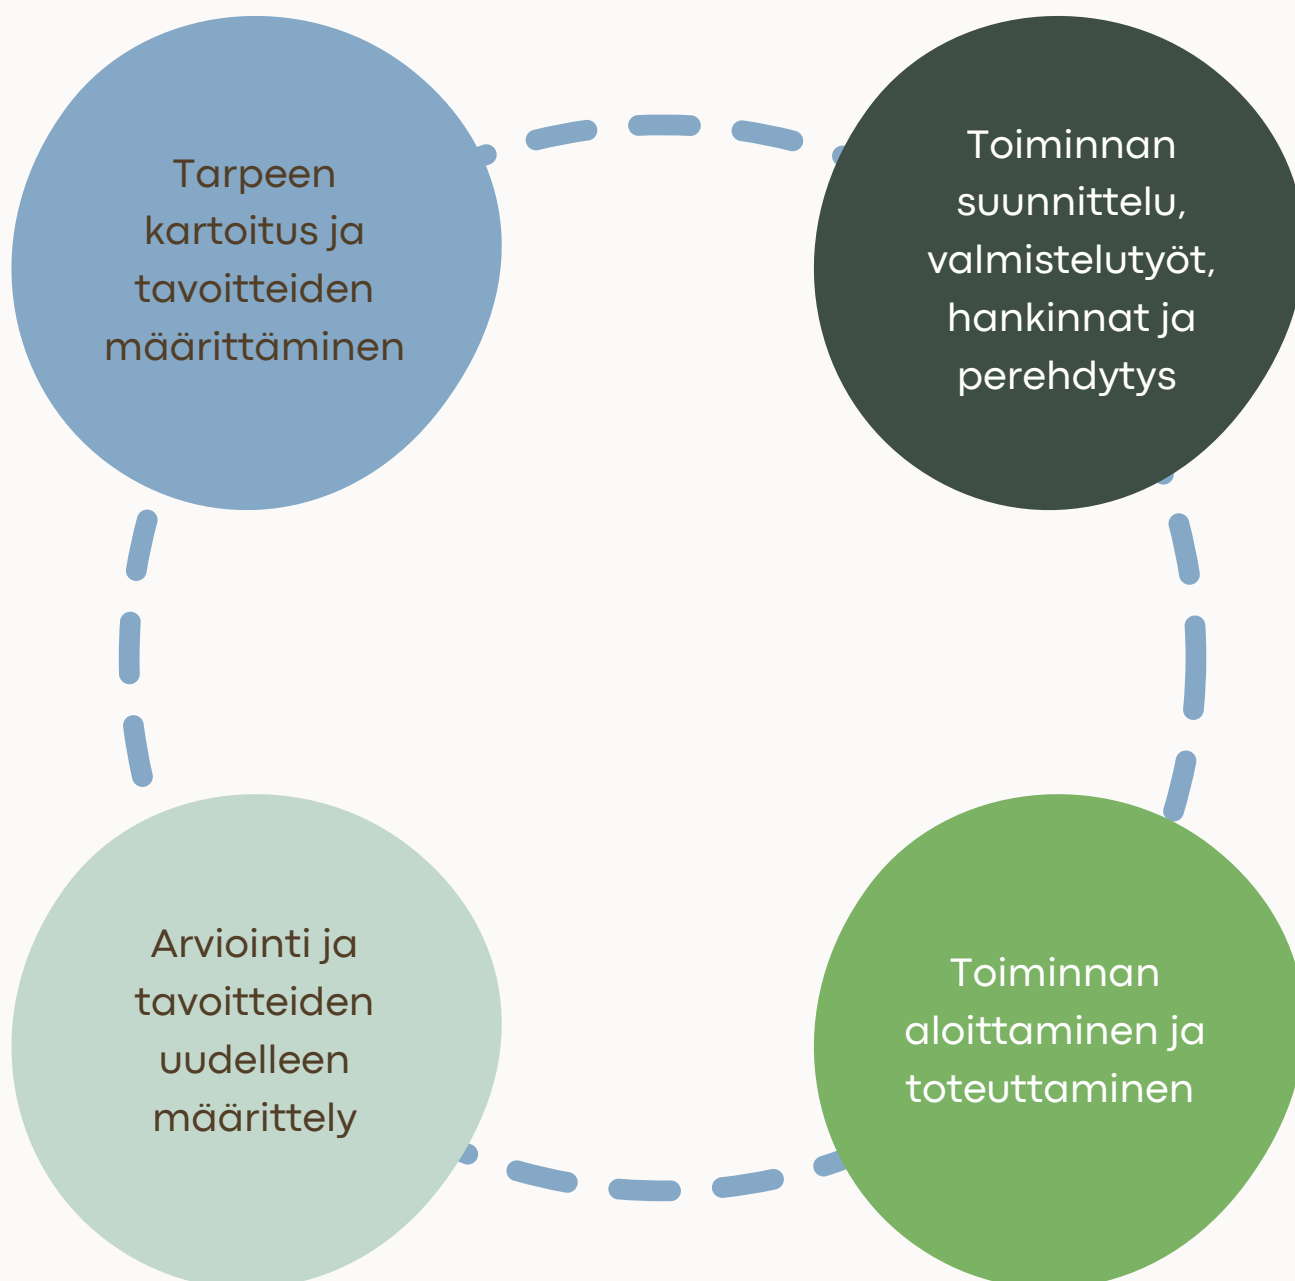 Tarpeen
kartoitus ja
tavoitteiden
määrittäminen
Toiminnan
suunnittelu,
valmistelutyöt,
hankinnat ja
perehdytys
Arviointi ja
tavoitteiden
uudelleen
määrittely
Toiminnan
aloittaminen ja
toteuttaminen